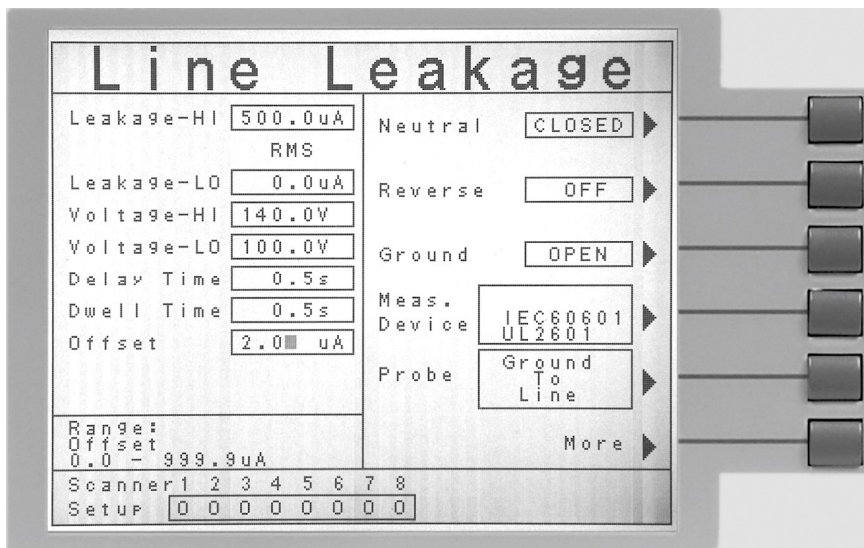 Line Leakage
Leakage-HI 500.0uA
RMS
Leakage-LO 0.0uA
Voltage-HI 140.0V
Voltage-LO 100.0V
Delay Time 0.5s
Dwell Time 0.5s
Offset 2.0 uA
Neutral CLOSED
Reverse OFF
Ground OPEN
Meas.
Device IEC60601
UL2601
Probe Ground
To
Line
More
Range:
Offset
0.0 - 999.9uA
Scanner 1 2 3 4 5 6 7 8
Setup 0 0 0 0 0 0 0 0